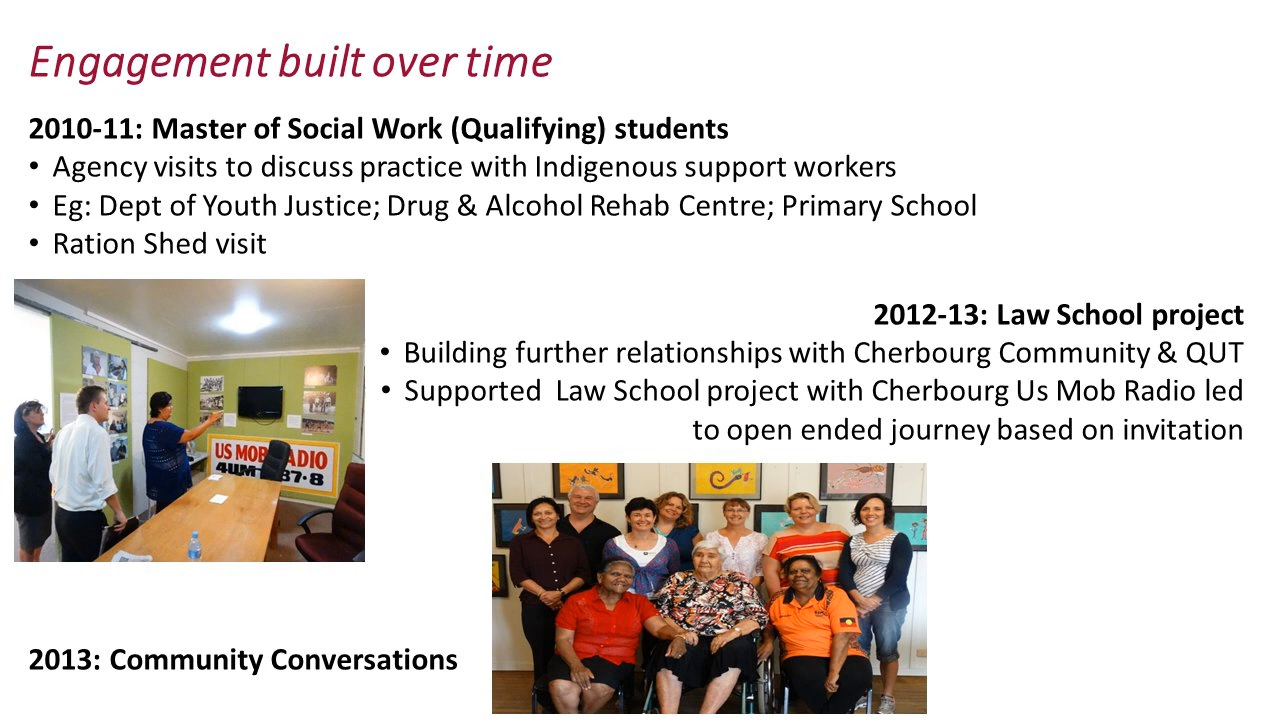 Engagement built over time
2010-11: Master of Social Work (Qualifying) students
• Agency visits to discuss practice with Indigenous support workers
• Eg: Dept of Youth Justice; Drug & Alcohol Rehab Centre; Primary School
• Ration Shed visit
2012-13: Law School project
• Building further relationships with Cherbourg Community & QUT
• Supported  Law School project with Cherbourg Us Mob Radio led
to open ended journey based on invitation
US MOB RADIO
4UM 87·8
2013: Community Conversations